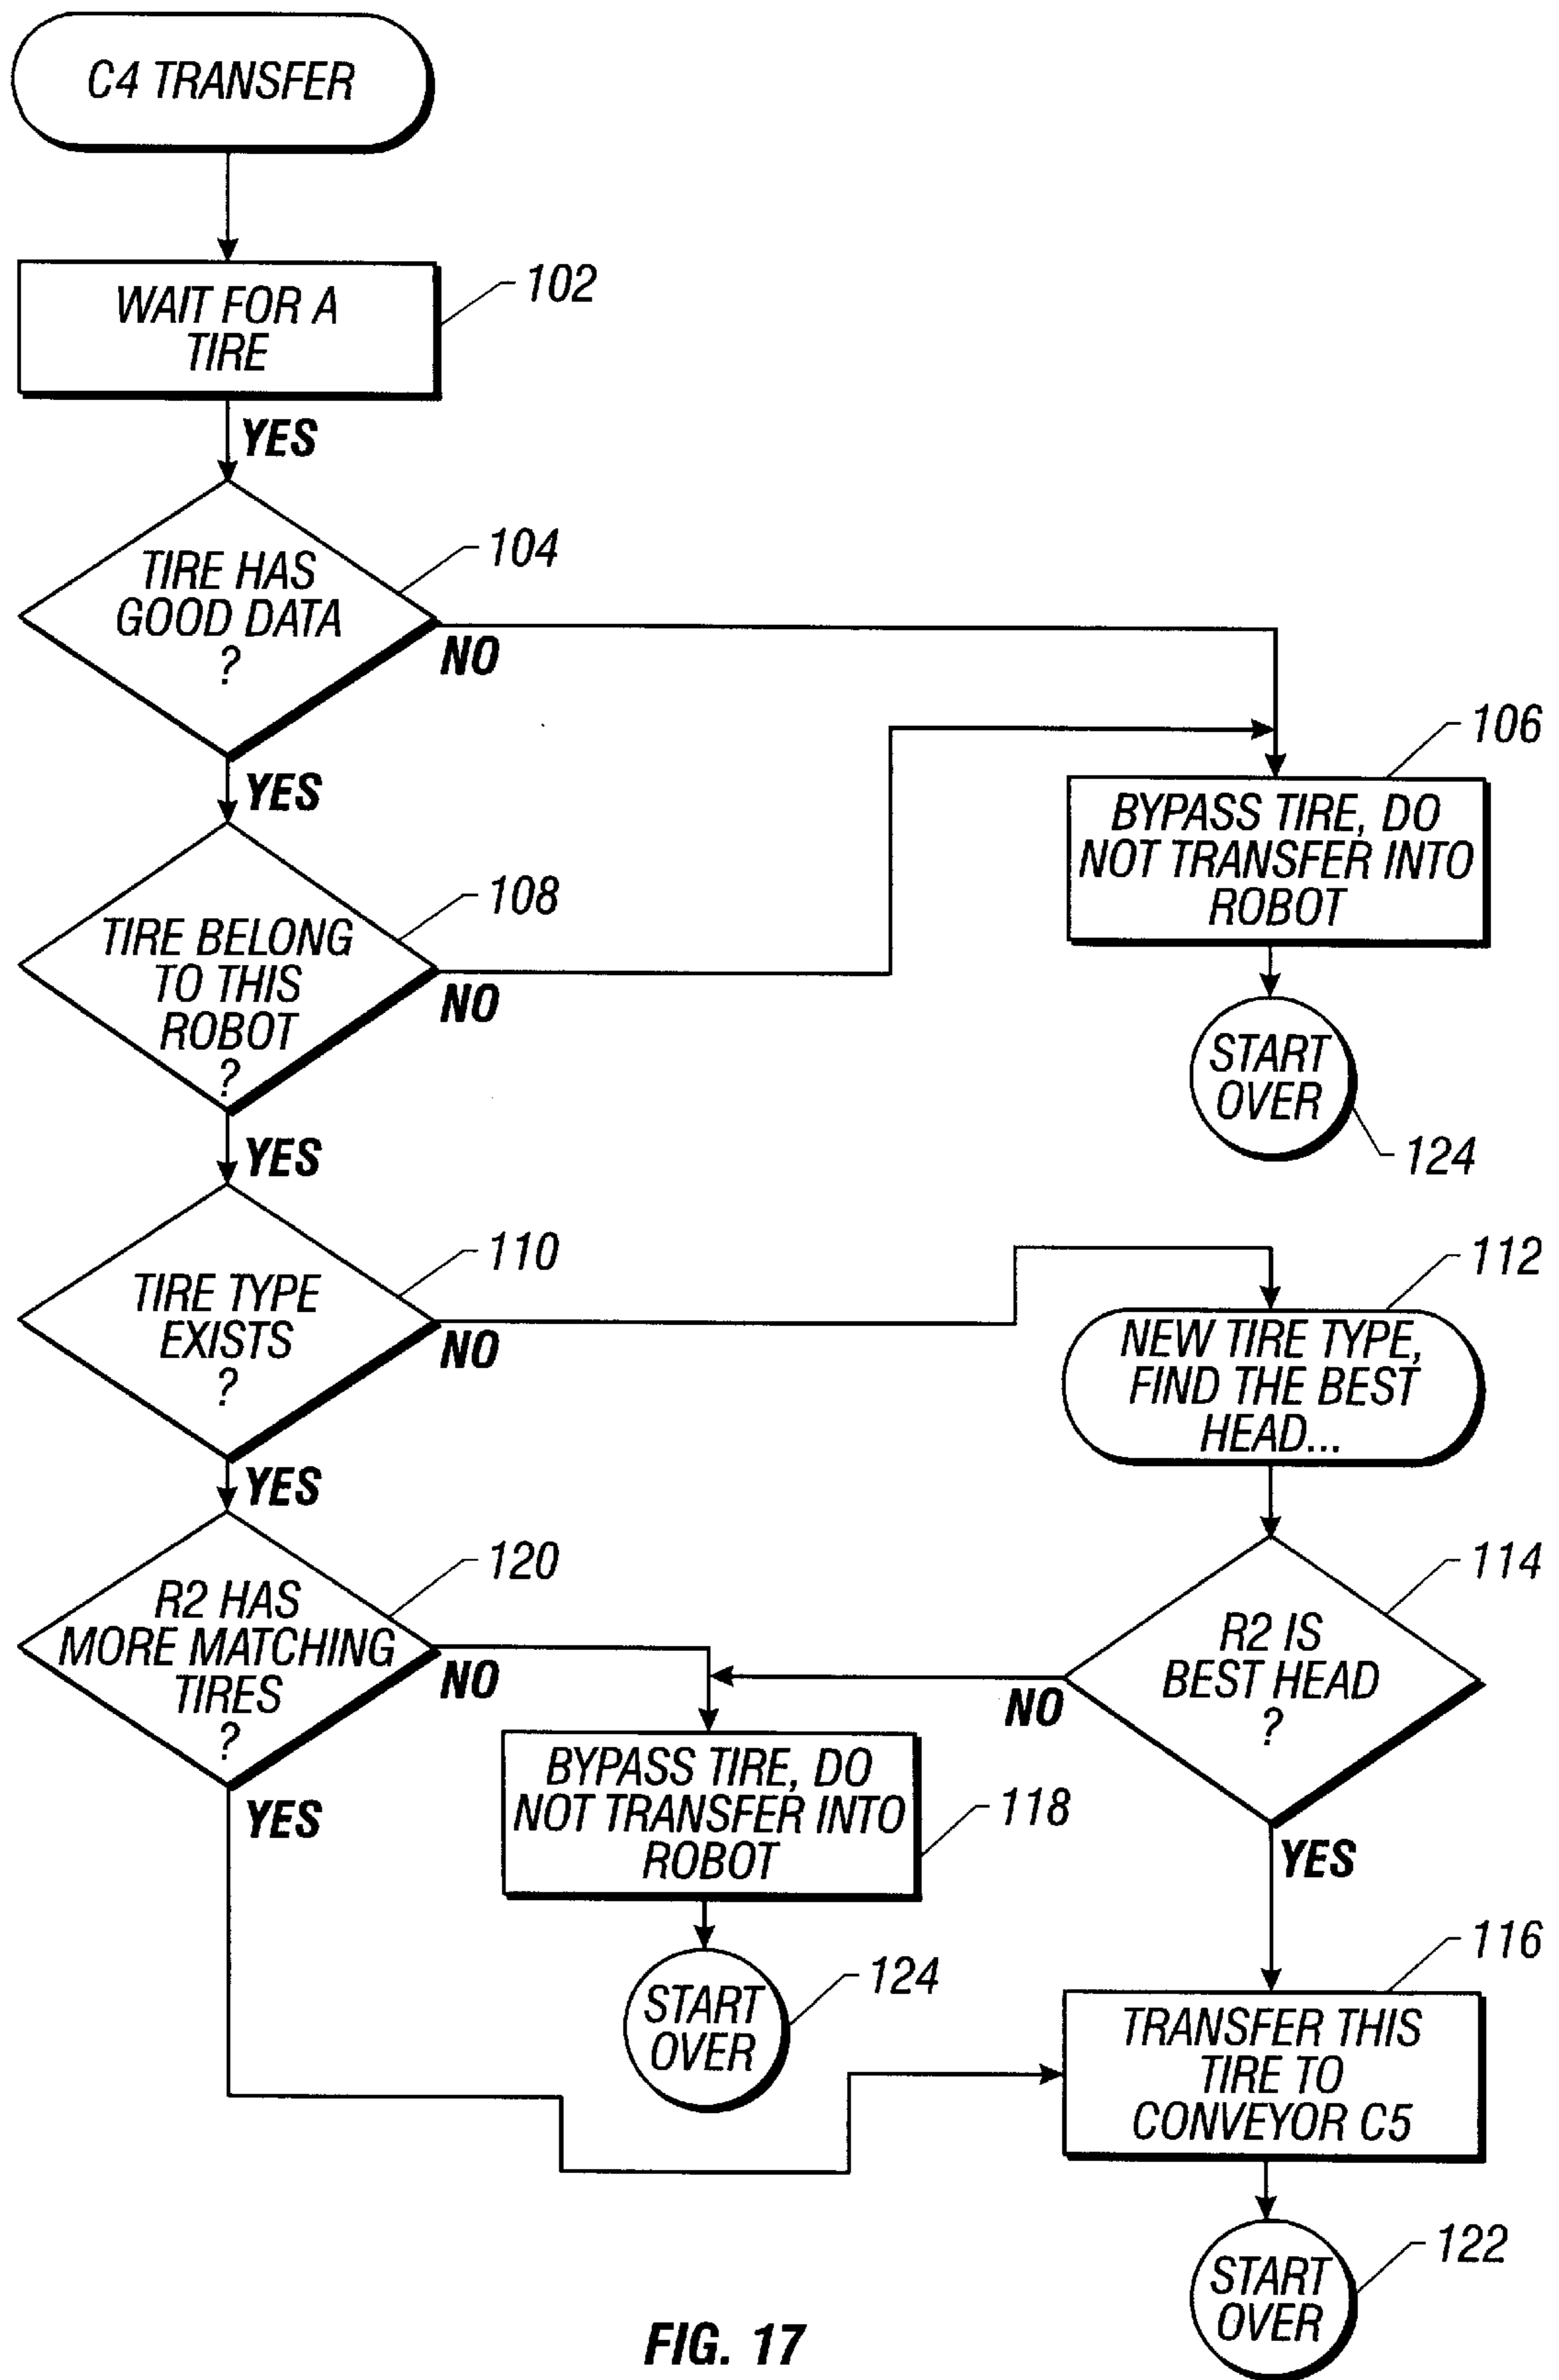 C4 TRANSFER
WAIT FOR A
TIRE
102
YES
TIRE HAS
GOOD DATA
?
104
NO
YES
106
BYPASS TIRE, DO
NOT TRANSFER INTO
ROBOT
START
OVER
124
TIRE BELONG
TO THIS
ROBOT
?
108
NO
YES
TIRE TYPE
EXISTS
?
110
NO
YES
112
NEW TIRE TYPE,
FIND THE BEST
HEAD...
R2 HAS
MORE MATCHING
TIRES
?
120
NO
YES
114
R2 IS
BEST HEAD
?
NO
YES
BYPASS TIRE, DO
NOT TRANSFER INTO
ROBOT
118
START
OVER
124
116
TRANSFER THIS
TIRE TO
CONVEYOR C5
START
OVER
122
FIG. 17